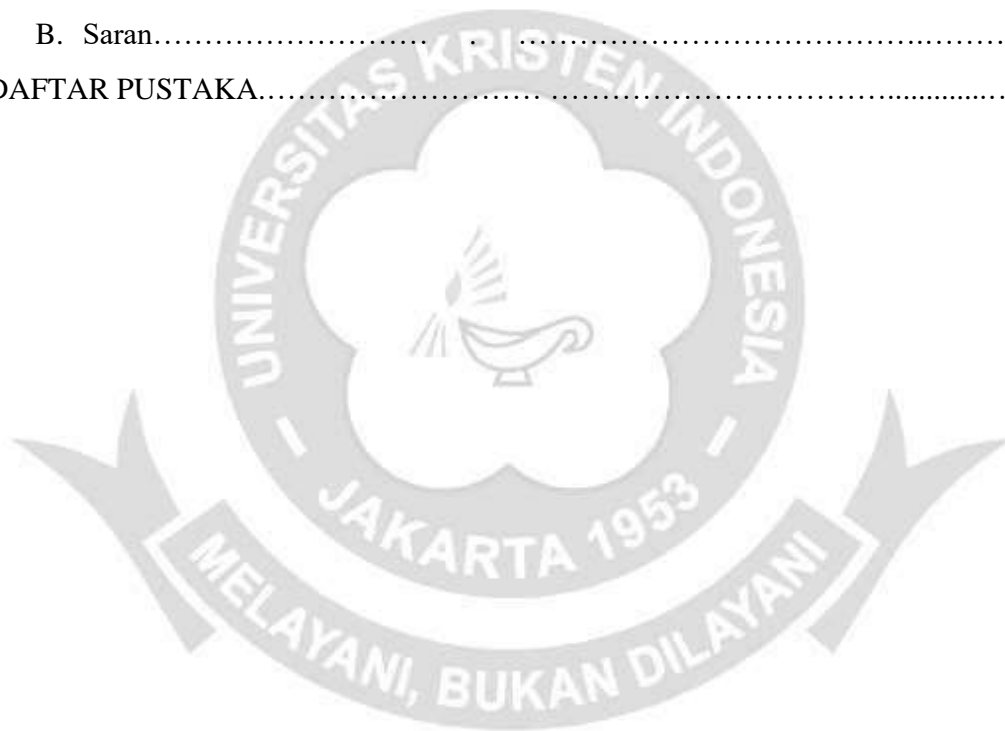 B. Saran………………………. . ………………………………….………
DAFTAR PUSTAKA………………………. ……………………………..............…
UNIVERSITAS KRISTEN INDONESIA
– JAKARTA 1953 –
MELAYANI, BUKAN DILAYANI